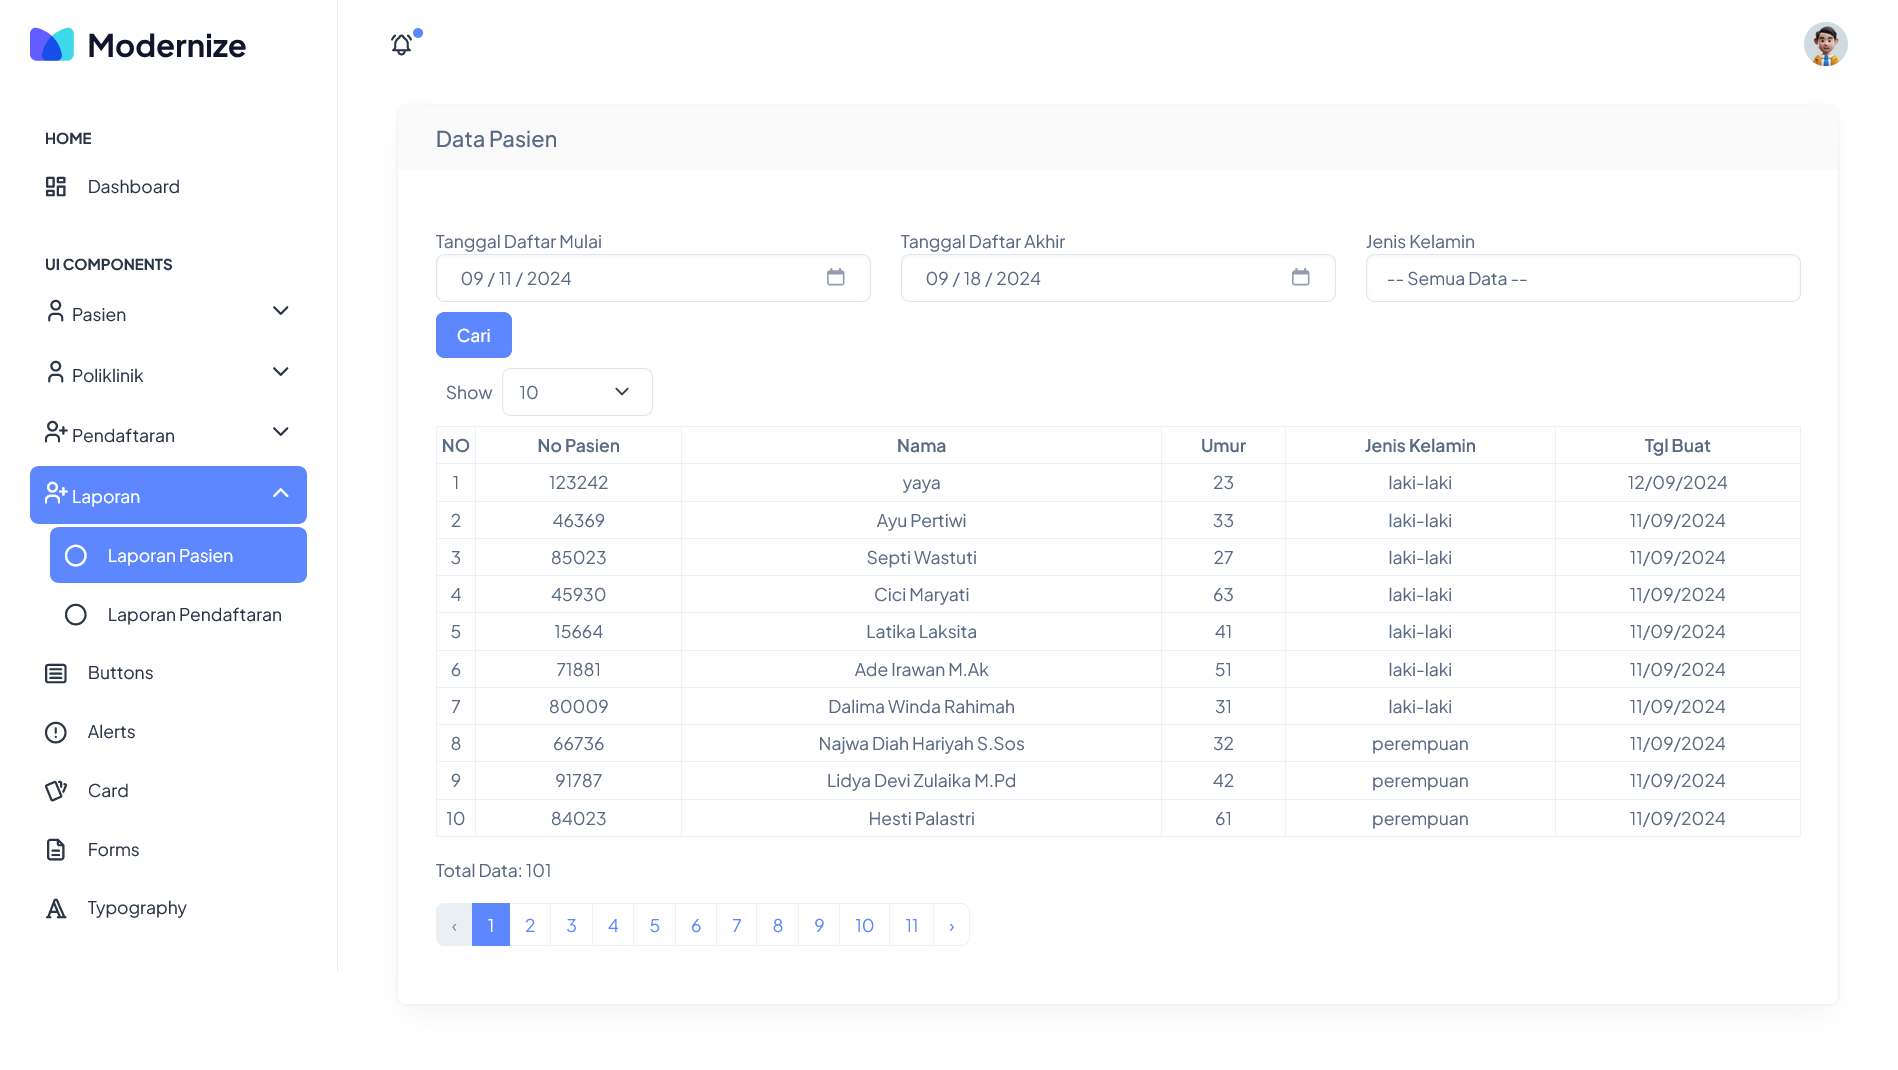 Modernize
HOME
Dashboard
UI COMPONENTS
Pasien
Poliklinik
Pendaftaran
Laporan
Laporan Pasien
Laporan Pendaftaran
Buttons
Alerts
Card
Forms
Typography
Data Pasien
Tanggal Daftar Mulai Tanggal Daftar Akhir Jenis Kelamin
09 / 11 / 2024 09 / 18 / 2024 -- Semua Data --
Cari
Show 10
NO No Pasien Nama Umur Jenis Kelamin Tgl Buat
1 123242 yaya 23 laki-laki 12/09/2024
2 46369 Ayu Pertiwi 33 laki-laki 11/09/2024
3 85023 Septi Wastuti 27 laki-laki 11/09/2024
4 45930 Cici Maryati 63 laki-laki 11/09/2024
5 15664 Latika Laksita 41 laki-laki 11/09/2024
6 71881 Ade Irawan M.Ak 51 laki-laki 11/09/2024
7 80009 Dalima Winda Rahimah 31 laki-laki 11/09/2024
8 66736 Najwa Diah Hariyah S.Sos 32 perempuan 11/09/2024
9 91787 Lidya Devi Zulaika M.Pd 42 perempuan 11/09/2024
10 84023 Hesti Palastri 61 perempuan 11/09/2024
Total Data: 101
‹ 1 2 3 4 5 6 7 8 9 10 11 ›